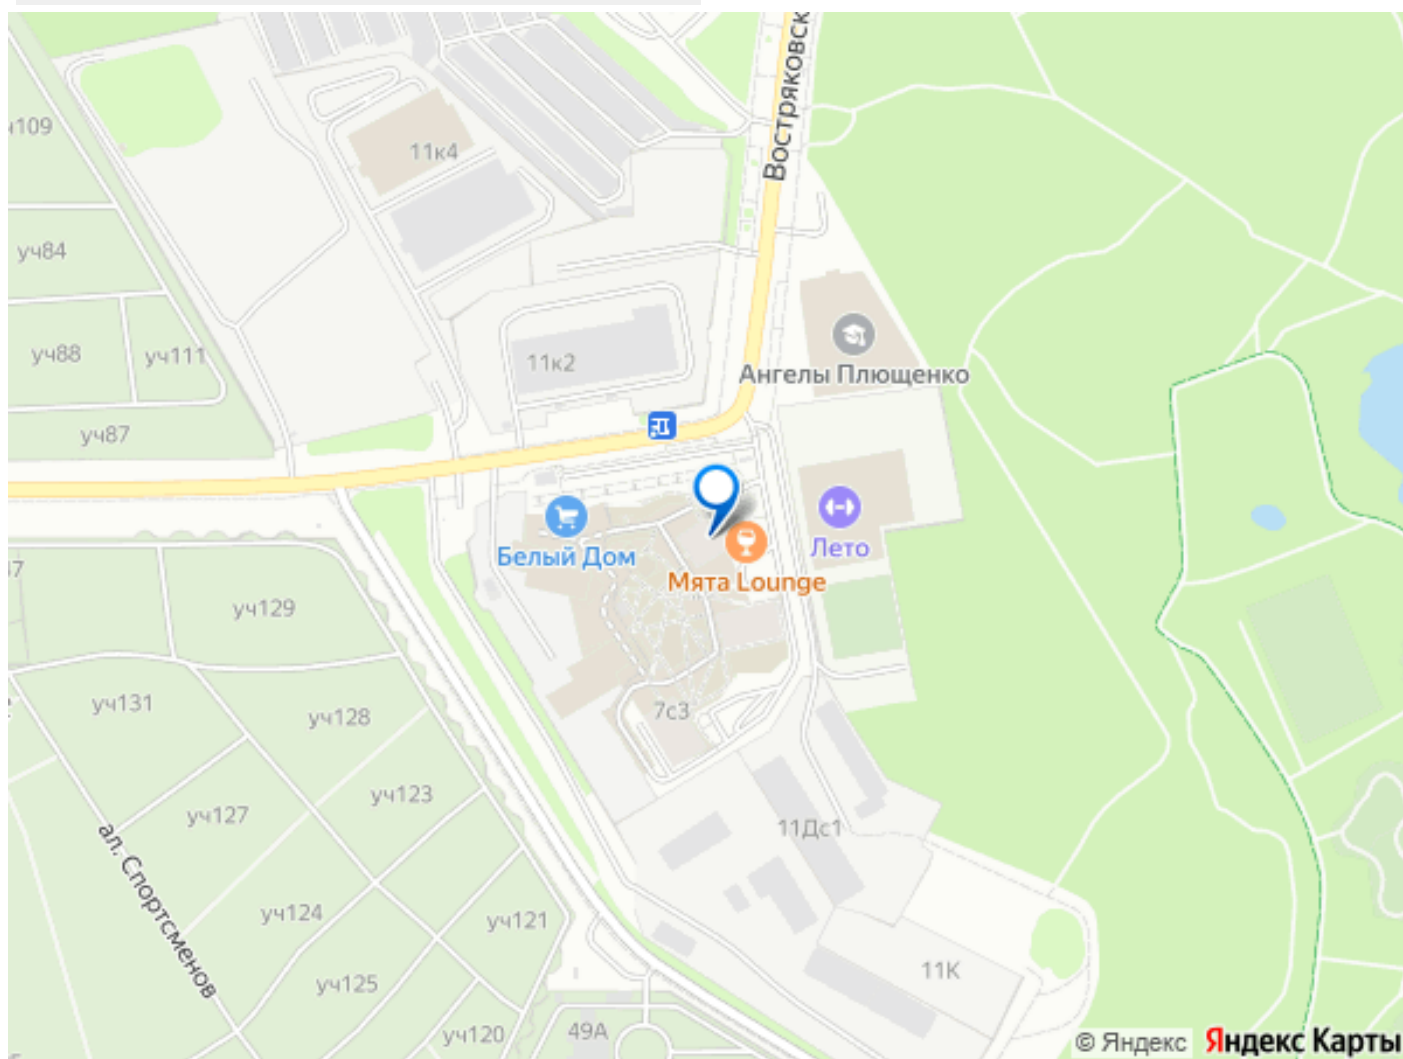 Востряковск
ч109
11к4
уч84
уч88
уч111
11к2
Ангелы Плющенко
уч87
Белый Дом
Лето
Мята Lounge
уч129
уч131
уч128
7с3
уч123
уч127
11Дс1
ал. Спортсменов
уч124
уч121
11К
уч125
уч120
49А
© Яндекс Яндекс Карты